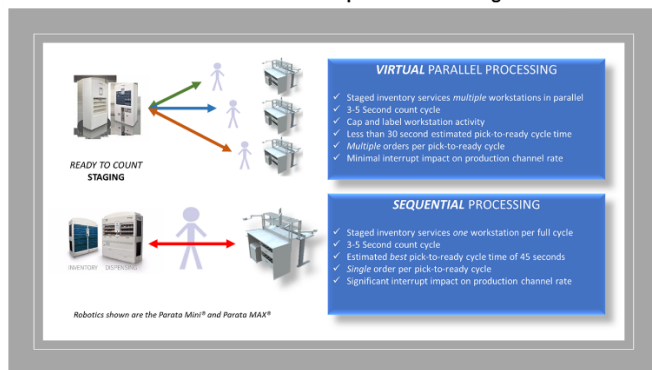 VIRTUAL PARALLEL PROCESSING
✓ Staged inventory services multiple workstations in parallel
✓ 3-5 Second count cycle
✓ Cap and label workstation activity
✓ Less than 30 second estimated pick-to-ready cycle time
✓ Multiple orders per pick-to-ready cycle
✓ Minimal interrupt impact on production channel rate
READY TO COUNT
STAGING
SEQUENTIAL PROCESSING
✓ Staged inventory services one workstation per full cycle
✓ 3-5 Second count cycle
✓ Estimated best pick-to-ready cycle time of 45 seconds
✓ Single order per pick-to-ready cycle
✓ Significant interrupt impact on production channel rate
INVENTORY DISPENSING
Robotics shown are the Parata Mini® and Parata MAX®